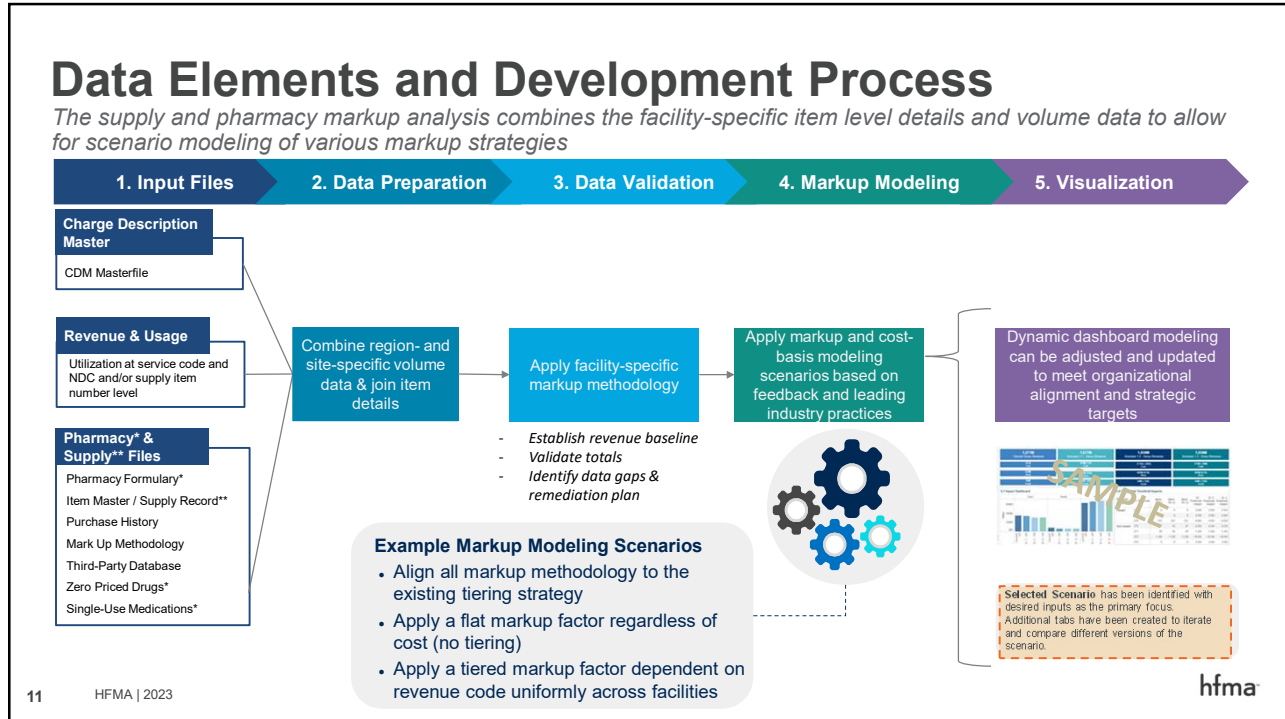 Data Elements and Development Process
The supply and pharmacy markup analysis combines the facility-specific item level details and volume data to allow
for scenario modeling of various markup strategies
1. Input Files
2. Data Preparation
3. Data Validation
4. Markup Modeling
5. Visualization
Charge Description
Master
CDM Masterfile
Revenue & Usage
Utilization at service code and
NDC and/or supply item
number level
Pharmacy* &
Supply** Files
Pharmacy Formulary*
Item Master / Supply Record**
Purchase History
Mark Up Methodology
Third-Party Database
Zero Priced Drugs*
Single-Use Medications*
Combine region- and
site-specific volume
data & join item
details
Apply facility-specific
markup methodology
- Establish revenue baseline
- Validate totals
- Identify data gaps &
remediation plan
Apply markup and cost-
basis modeling
scenarios based on
feedback and leading
industry practices
Example Markup Modeling Scenarios
• Align all markup methodology to the
existing tiering strategy
• Apply a flat markup factor regardless of
cost (no tiering)
• Apply a tiered markup factor dependent on
revenue code uniformly across facilities
Dynamic dashboard modeling
can be adjusted and updated
to meet organizational
alignment and strategic
targets
SAMPLE
Selected Scenario has been identified with
desired inputs as the primary focus.
Additional tabs have been created to iterate
and compare different versions of the
scenario.
11
HFMA | 2023
hfma